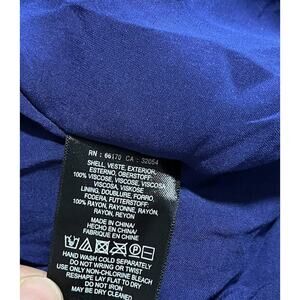 RN : 66170 CA : 32054
SHELL, VESTE, EXTERIOR,
ESTERNO, OBERSTOFF:
100% VISCOSE, VISCOSE, VISCOSA
VISCOSA, VISKOSE
LINING, DOUBLURE, FORRO,
FODERA, FUTTERSTOFF:
100% RAYON, RAYONNE, RAYÓN,
RAYON, REYON
MADE IN CHINA/
HECHO EN CHINA/
FABRIQUE EN CHINE
HAND WASH COLD SEPARATELY
DO NOT WRING OR TWIST
USE ONLY NON-CHLORINE BLEACH
RESHAPE LAY FLAT TO DRY
DO NOT IRON
MAY BE DRY CLEANED